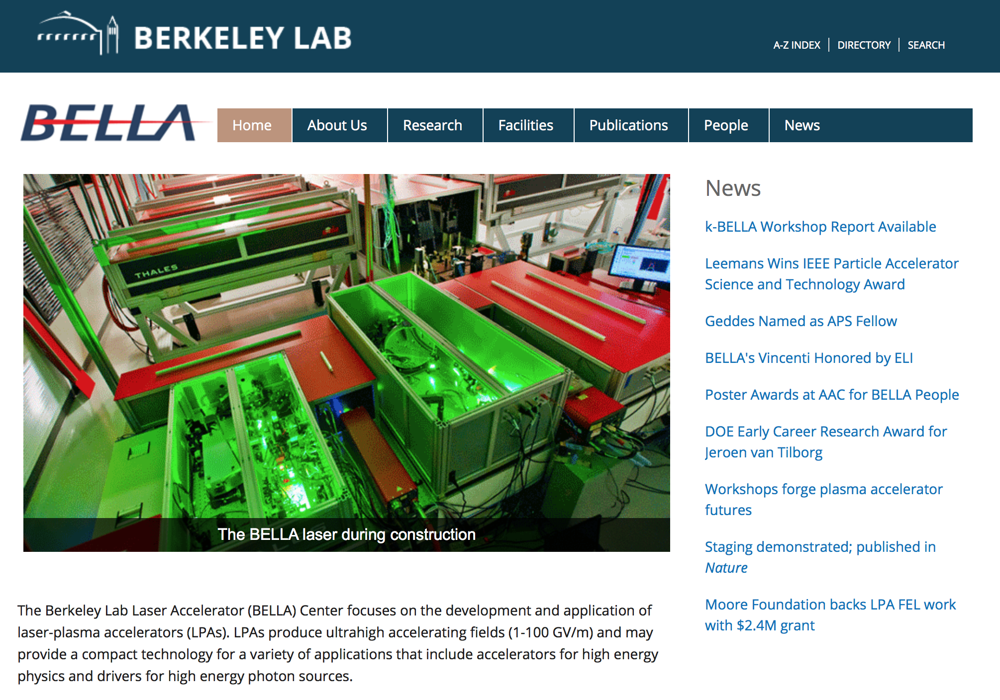 BERKELEY LAB
A-Z INDEX
DIRECTORY
SEARCH
BELLA
Home
About Us
Research
Facilities
Publications
People
News
THALES
The BELLA laser during construction
The Berkeley Lab Laser Accelerator (BELLA) Center focuses on the development and application of
laser-plasma accelerators (LPAs). LPAs produce ultrahigh accelerating fields (1-100 GV/m) and may
provide a compact technology for a variety of applications that include accelerators for high energy
physics and drivers for high energy photon sources.
News
k-BELLA Workshop Report Available
Leemans Wins IEEE Particle Accelerator
Science and Technology Award
Geddes Named as APS Fellow
BELLA's Vincenti Honored by ELI
Poster Awards at AAC for BELLA People
DOE Early Career Research Award for
Jeroen van Tilborg
Workshops forge plasma accelerator
futures
Staging demonstrated; published in
Nature
Moore Foundation backs LPA FEL work
with $2.4M grant